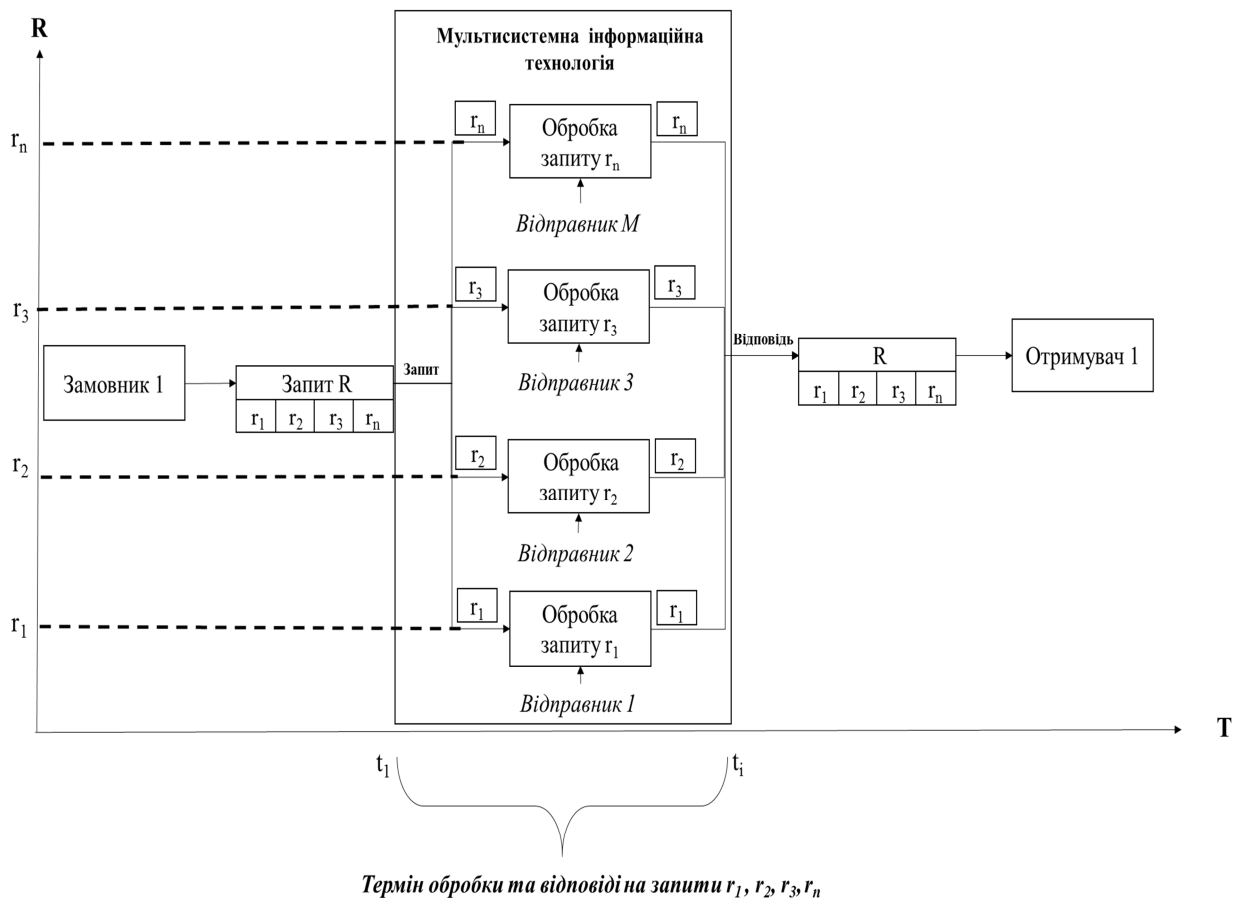 R
Мультисистемна інформаційна
технологія
rₙ
rₙ
Обробка
запиту rₙ
rₙ
Відправник M
r₃
r₃
Обробка
запиту r₃
r₃
Відправник 3
Замовник 1
Запит R
r₁ r₂ r₃ rₙ
Запит
Відповідь
R
r₁ r₂ r₃ rₙ
Отримувач 1
r₂
r₂
Обробка
запиту r₂
r₂
Відправник 2
r₁
r₁
Обробка
запиту r₁
r₁
Відправник 1
T
t₁
tᵢ
Термін обробки та відповіді на запити r₁, r₂, r₃, rₙ